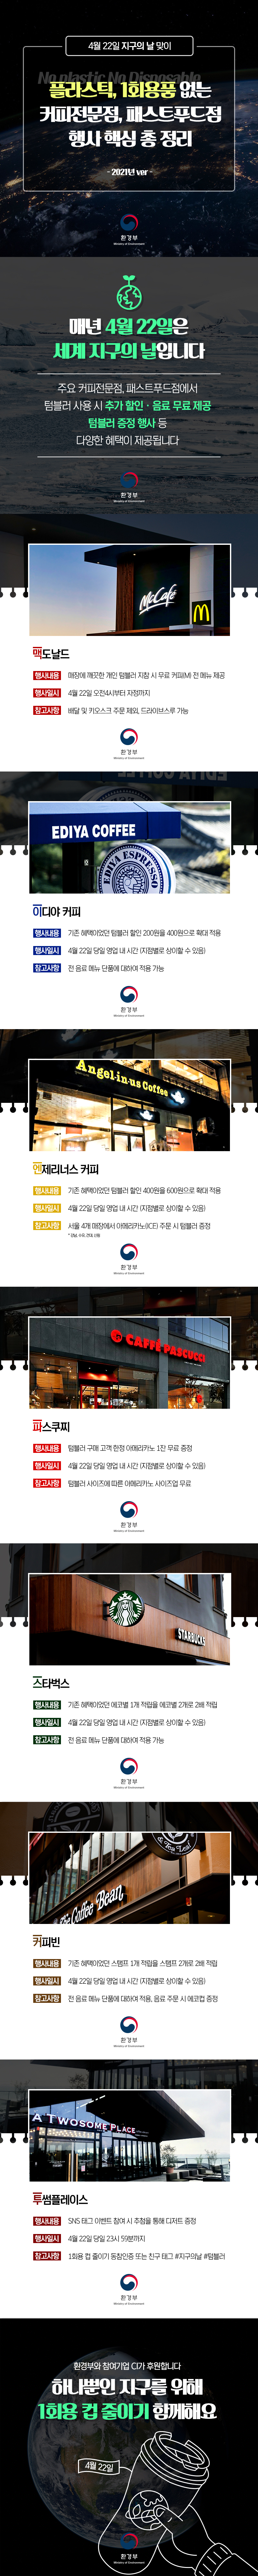 4월 22일 지구의 날 맞이
No plastic No Disposable
플라스틱, 1회용품 없는
커피전문점, 패스트푸드점
행사 핵심 총 정리
- 2021년 ver -
환경부
Ministry of Environment
매년 4월 22일은
세계 지구의 날입니다
주요 커피전문점, 패스트푸드점에서
텀블러 사용 시 추가 할인 · 음료 무료 제공
텀블러 증정 행사 등
다양한 혜택이 제공됩니다
환경부
Ministry of Environment
McCafé
맥도날드
행사내용 매장에 깨끗한 개인 텀블러 지참 시 무료 커피(M) 전 메뉴 제공
행사일시 4월 22일 오전4시부터 자정까지
참고사항 배달 및 키오스크 주문 제외, 드라이브스루 가능
환경부
Ministry of Environment
EDIYA COFFEE
EDIYA ESPRESSO
이디야 커피
행사내용 기존 혜택이었던 텀블러 할인 200원을 400원로 확대 적용
행사일시 4월 22일 당일 영업 내 시간 (지점별로 상이할 수 있음)
참고사항 전 음료 메뉴 단품에 대하여 적용 가능
환경부
Ministry of Environment
Angel-in-us Coffee
엔제리너스 커피
행사내용 기존 혜택이었던 텀블러 할인 400원을 600원로 확대 적용
행사일시 4월 22일 당일 영업 내 시간 (지점별로 상이할 수 있음)
참고사항 서울 4개 매장에서 아메리카노(ICE) 주문 시 텀블러 증정
환경부
Ministry of Environment
CAFFÉ PASCUCCI
파스쿠찌
행사내용 텀블러 구매 고객 한정 아메리카노 1잔 무료 증정
행사일시 4월 22일 당일 영업 내 시간 (지점별로 상이할 수 있음)
참고사항 텀블러 사이즈에 따른 아메리카노 사이즈업 무료
환경부
Ministry of Environment
STARBUCKS
스타벅스
행사내용 기존 혜택이었던 에코별 1개 적립을 에코별 2개로 2배 적립
행사일시 4월 22일 당일 영업 내 시간 (지점별로 상이할 수 있음)
참고사항 전 음료 메뉴 단품에 대하여 적용 가능
환경부
Ministry of Environment
& Tea Leaf
The Coffee Bean
커피빈
행사내용 기존 혜택이었던 스템프 1개 적립을 스템프 2개로 2배 적립
행사일시 4월 22일 당일 영업 내 시간 (지점별로 상이할 수 있음)
참고사항 전 음료 메뉴 단품에 대하여 적용, 음료 주문 시 에코컵 증정
환경부
Ministry of Environment
A TWOSOME PLACE
투썸플레이스
행사내용 SNS 태그 이벤트 참여 시 추첨을 통해 디저트 증정
행사일시 4월 22일 당일 23시 59분까지
참고사항 1회용 컵 줄이기 동참인증 또는 친구 태그 #지구의날 #텀블러
환경부
Ministry of Environment
환경부와 참여기업 CI가 후원합니다
하나뿐인 지구를 위해
1회용 컵 줄이기 함께해요
4월 22일
환경부
Ministry of Environment